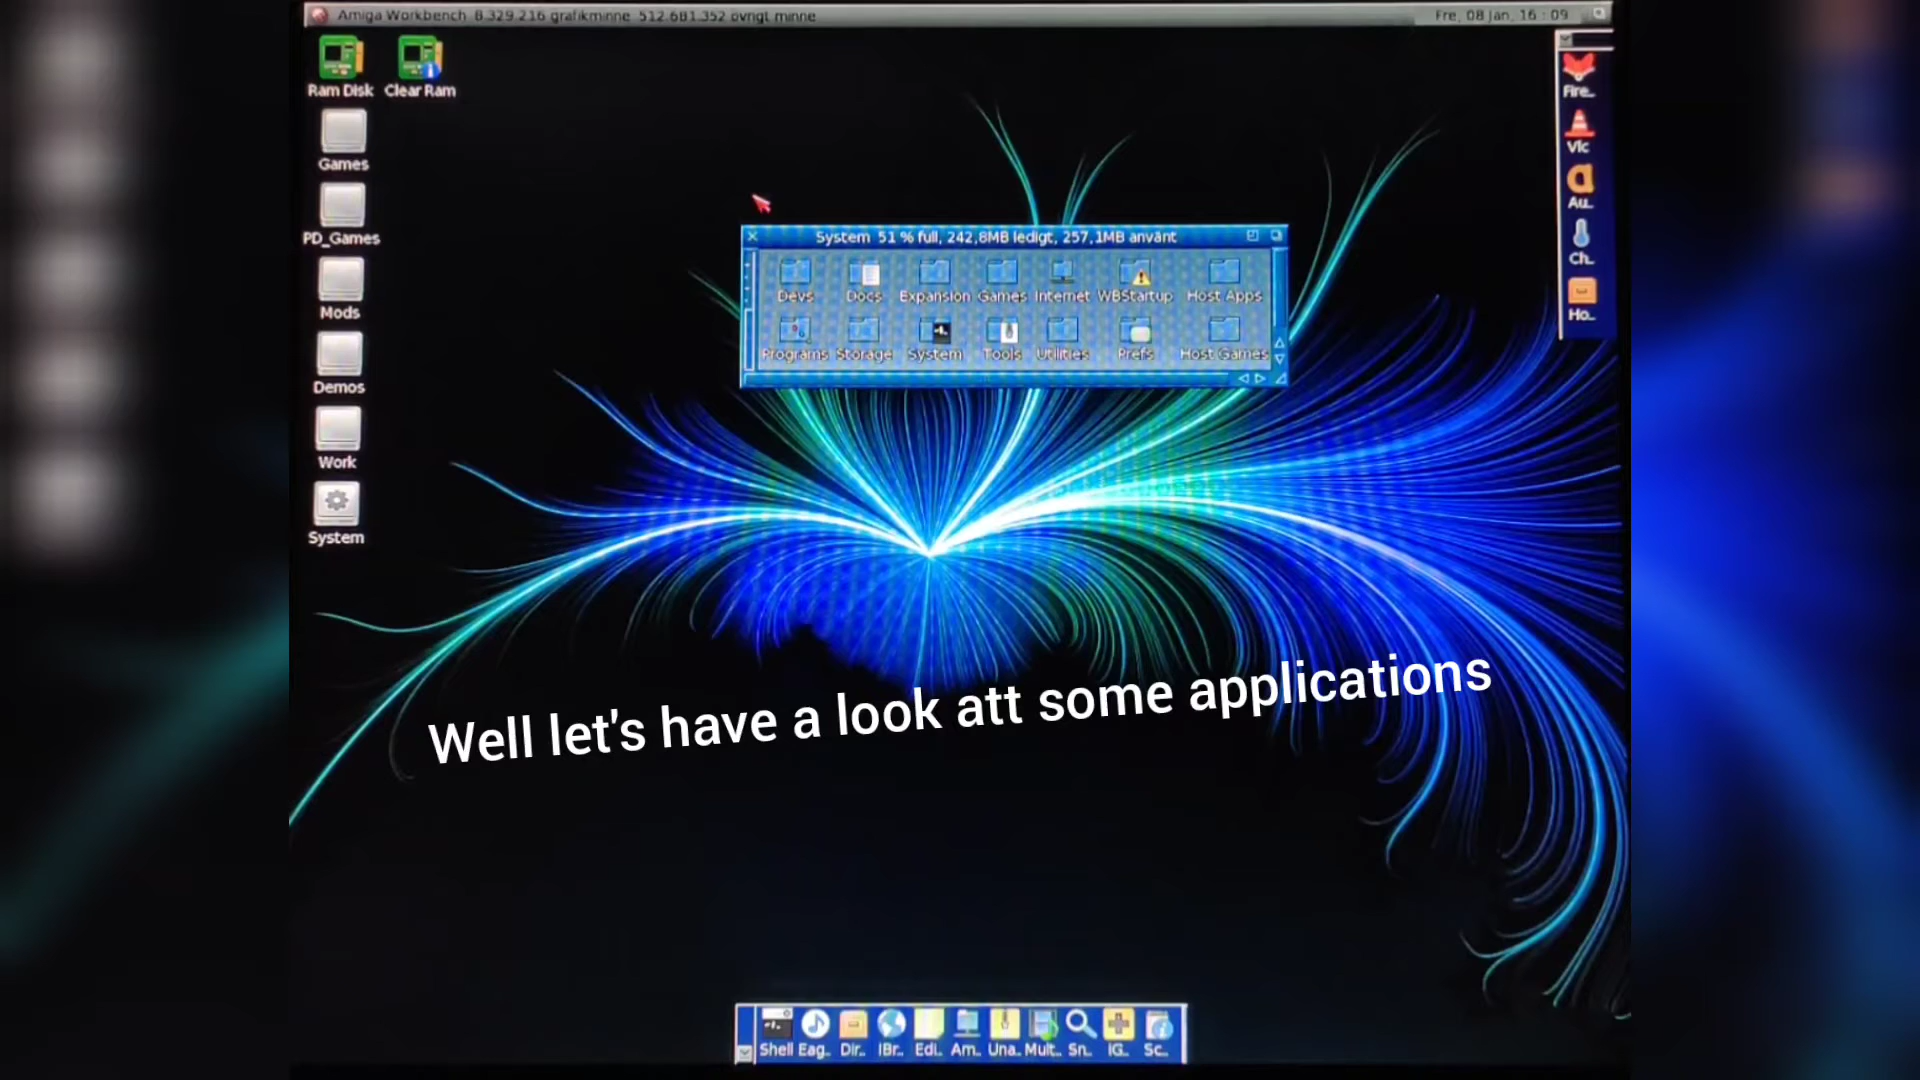 Amiga Workbench 8.329.216 grafikminne 512.681.352 övrigt minne
Fre, 08 Jan, 16 : 09
Ram Disk
Clear Ram
Games
PD_Games
Mods
Demos
Work
System
System 51 % full, 242,8MB ledigt, 257,1MB använt
Devs Docs Expansion Games Internet WBStartup Host Apps
Programs Storage System Tools Utilities Prefs Host Games
Fire..
Vlc
Au..
Ch..
Ho..
Well let's have a look att some applications
Shell Eag.. Dir.. IBr.. Edi.. Am.. Una.. Mult.. Sn.. IG.. Sc..